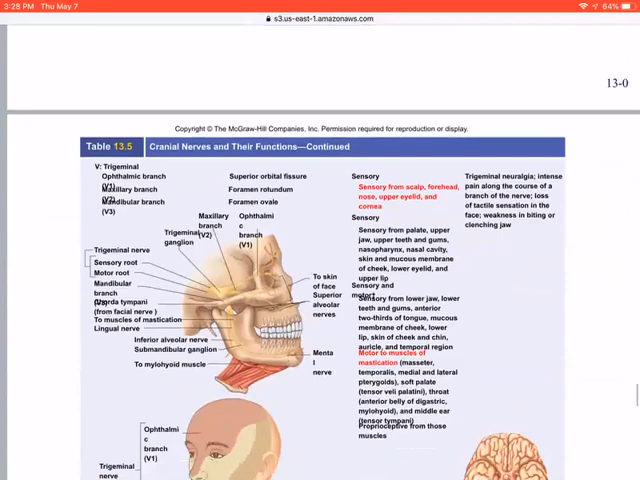 3:28 PM Thu May 7
64%
s3.us-east-1.amazonaws.com
13-0
Copyright © The McGraw-Hill Companies, Inc. Permission required for reproduction or display.
Table 13.5 Cranial Nerves and Their Functions—Continued
V: Trigeminal
Ophthalmic branch
(V1)
Maxillary branch
(V2)
Mandibular branch
(V3)
Superior orbital fissure
Foramen rotundum
Foramen ovale
Sensory
Sensory from scalp, forehead,
nose, upper eyelid, and
cornea
Sensory
Sensory from palate, upper
jaw, upper teeth and gums,
nasopharynx, nasal cavity,
skin and mucous membrane
of cheek, lower eyelid, and
upper lip
Sensory and
motor
Sensory from lower jaw, lower
teeth and gums, anterior
two-thirds of tongue, mucous
membrane of cheek, lower
lip, skin of cheek and chin,
auricle, and temporal region
Motor to muscles of
mastication (masseter,
temporalis, medial and lateral
pterygoids), soft palate
(tensor veli palatini), throat
(anterior belly of digastric,
mylohyoid), and middle ear
(tensor tympani)
Proprioceptive from those
muscles
Trigeminal neuralgia; intense
pain along the course of a
branch of the nerve; loss
of tactile sensation in the
face; weakness in biting or
clenching jaw
Maxillary
branch
(V2)
Ophthalmi
c
branch
(V1)
Trigeminal
ganglion
Trigeminal nerve
Sensory root
Motor root
Mandibular
branch
(V3)
Chorda tympani
(from facial nerve )
To muscles of mastication
Lingual nerve
Inferior alveolar nerve
Submandibular ganglion
To mylohyoid muscle
To skin
of face
Superior
alveolar
nerves
Menta
l
nerve
Ophthalmi
c
branch
(V1)
Trigeminal
nerve